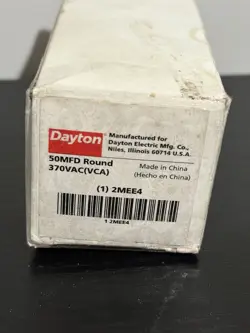 Dayton
Manufactured for
Dayton Electric Mfg. Co.,
Niles, Illinois 60714 U.S.A.
50MFD Round
370VAC(VCA)
Made in China
(Hecho en China)
(1) 2MEE4
1 2MEE4